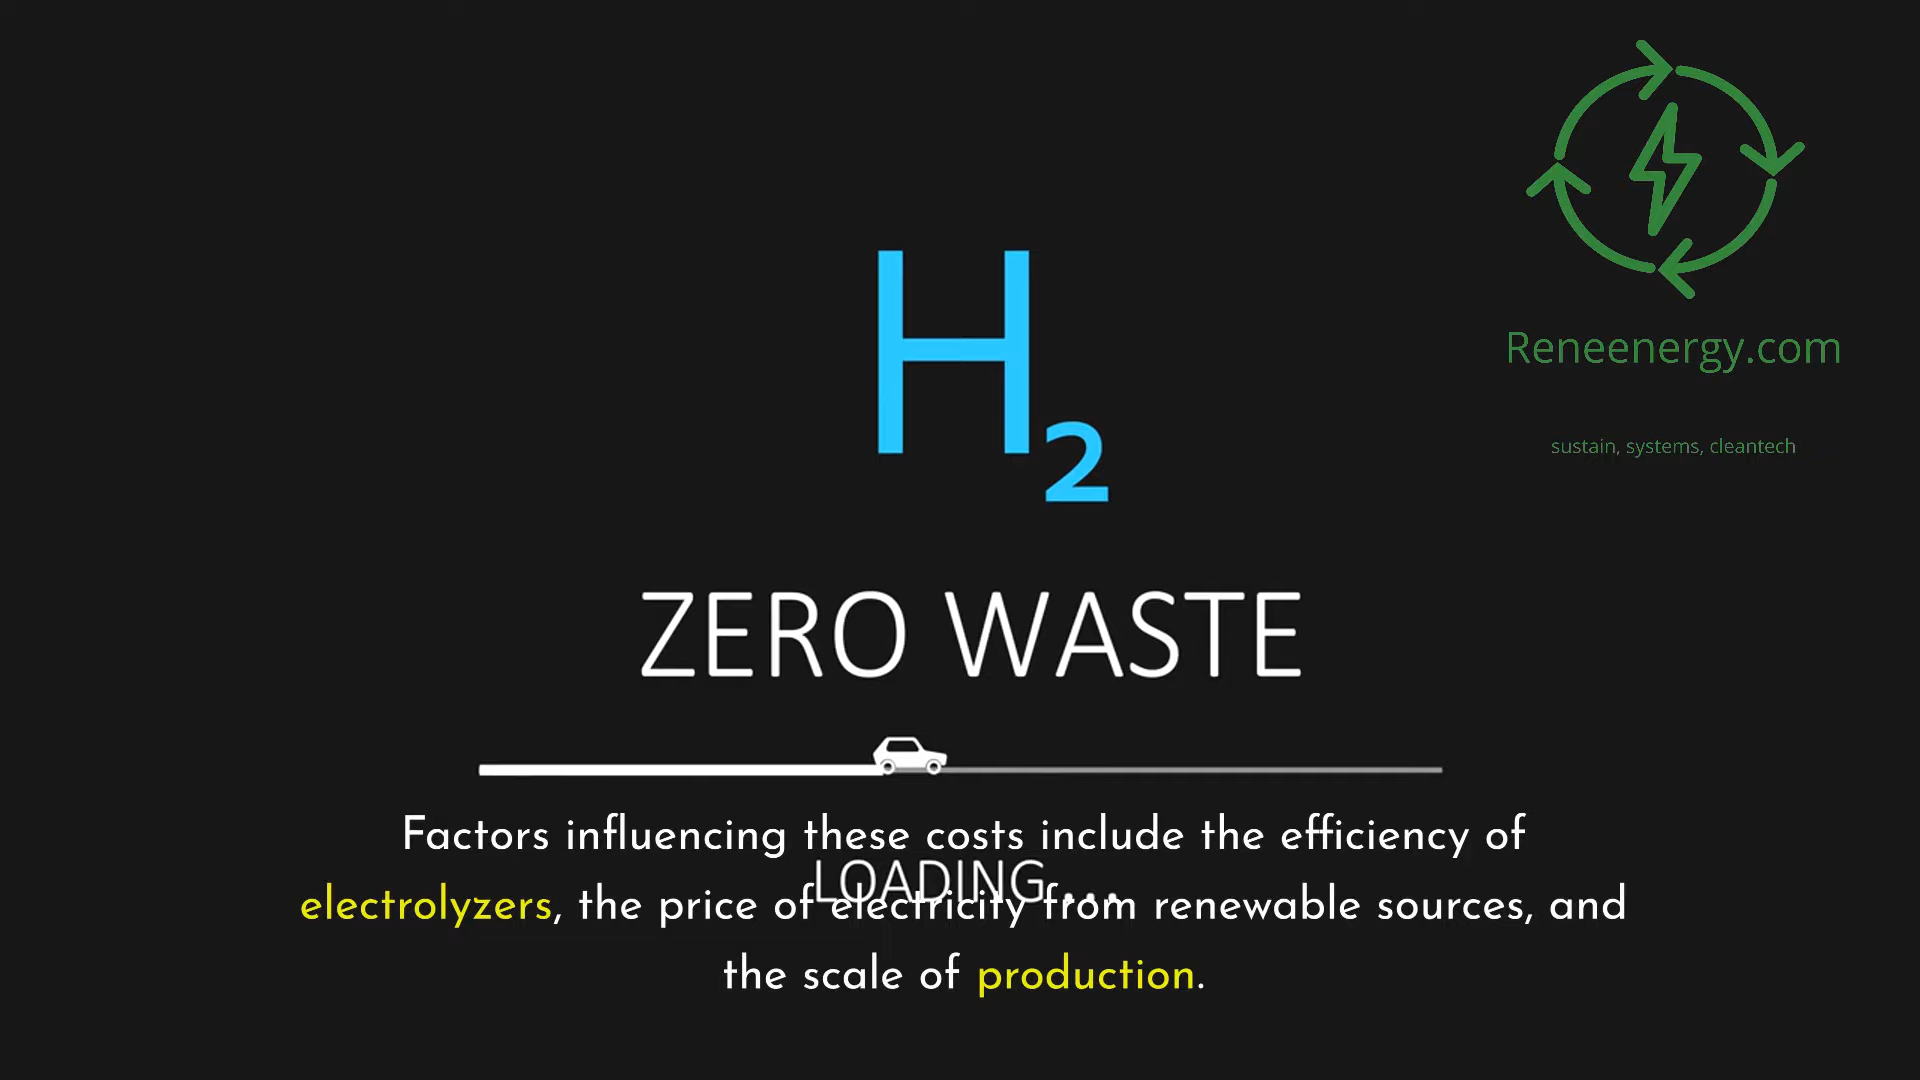 Reneenergy.com
sustain, systems, cleantech
H₂
ZERO WASTE
Factors influencing these costs include the efficiency of
LOADING...
electrolyzers, the price of electricity from renewable sources, and
the scale of production.